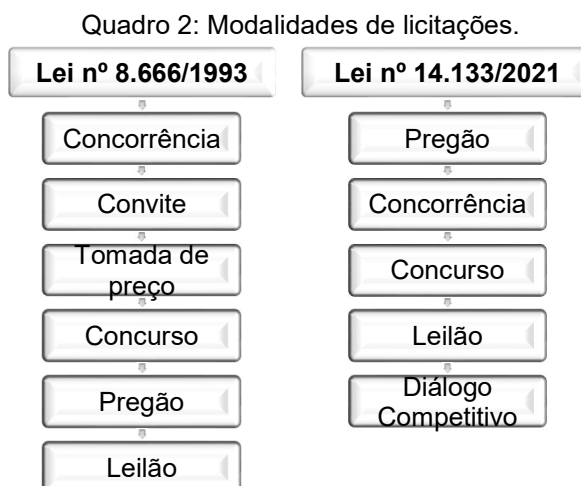 Quadro 2: Modalidades de licitações.
Lei nº 8.666/1993
Concorrência
Convite
Tomada de
preço
Concurso
Pregão
Leilão
Lei nº 14.133/2021
Pregão
Concorrência
Concurso
Leilão
Diálogo
Competitivo